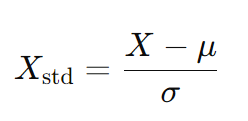 X_std = (X − μ) / σ